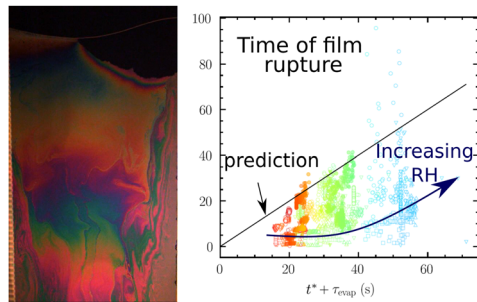 100
80
60
40
20
0
Time of film
rupture
prediction
Increasing
RH
0
20
40
60
t* + τevap (s)